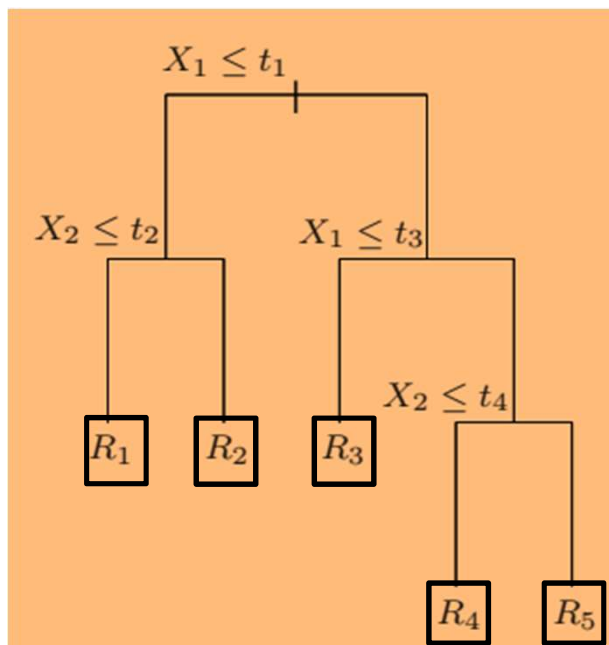 X₁ ≤ t₁
X₂ ≤ t₂
X₁ ≤ t₃
X₂ ≤ t₄
R₁
R₂
R₃
R₄
R₅